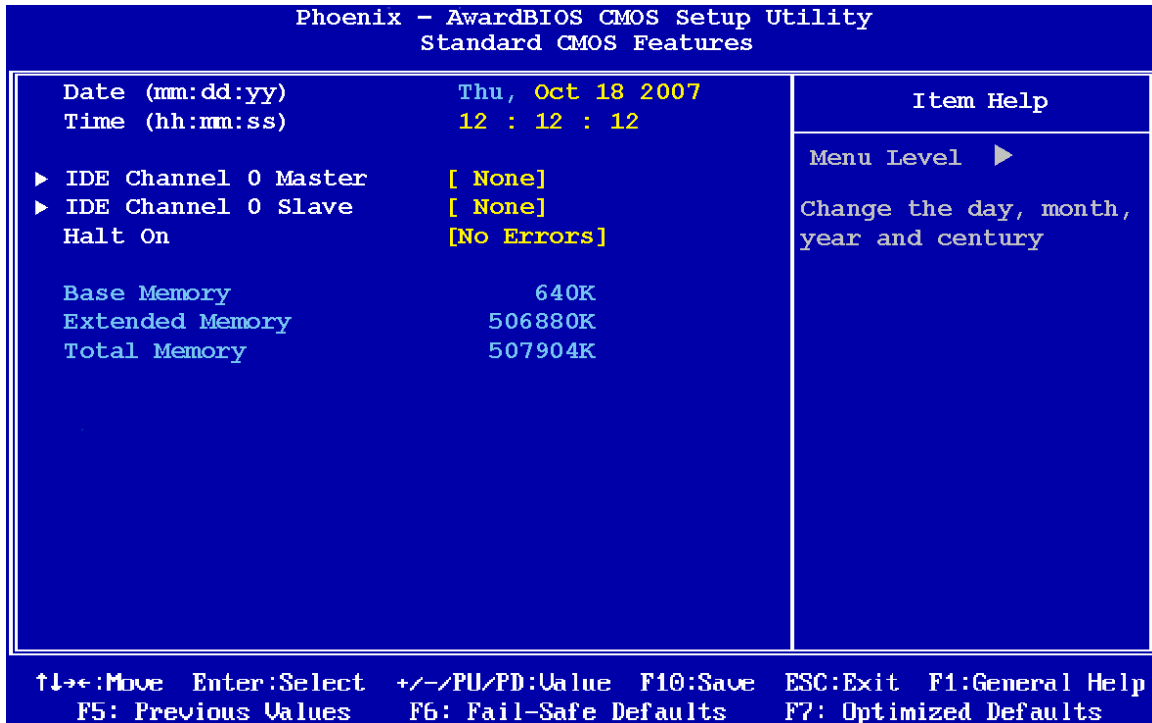 Phoenix – AwardBIOS CMOS Setup Utility
Standard CMOS Features
Date (mm:dd:yy) Thu, Oct 18 2007
Time (hh:mm:ss) 12 : 12 : 12
▶ IDE Channel 0 Master [ None]
▶ IDE Channel 0 Slave [ None]
Halt On [No Errors]
Base Memory 640K
Extended Memory 506880K
Total Memory 507904K
Item Help
Menu Level ▶
Change the day, month,
year and century
↑↓→←:Move Enter:Select +/-/PU/PD:Value F10:Save ESC:Exit F1:General Help
F5: Previous Values F6: Fail-Safe Defaults F7: Optimized Defaults